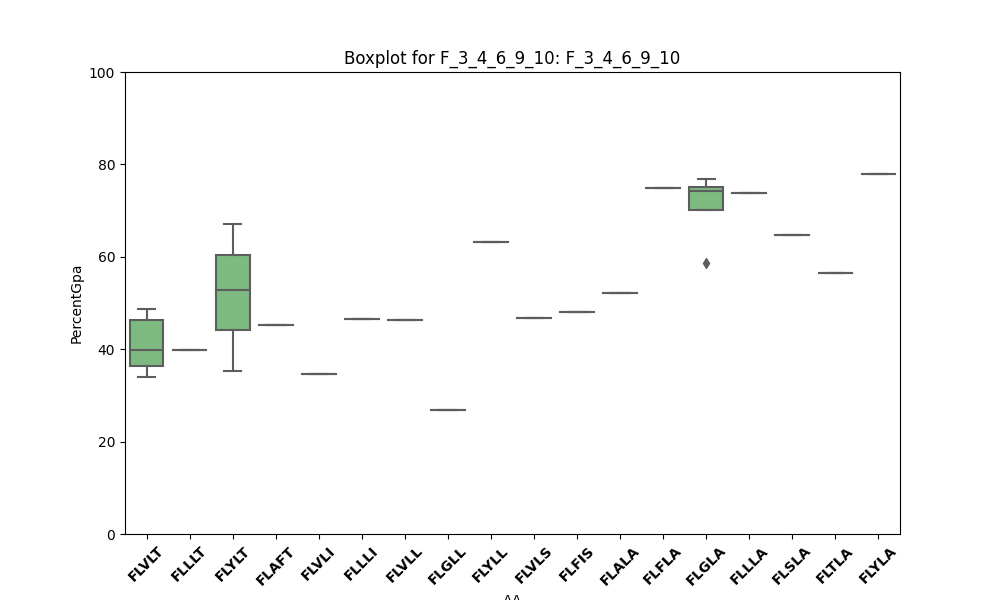 Boxplot for F_3_4_6_9_10: F_3_4_6_9_10
100
80
60
40
20
0
PercentGpa
FLVLT
FLLLT
FLYLT
FLAFT
FLVLI
FLLLI
FLVLL
FLGLL
FLYLL
FLVLS
FLFIS
FLALA
FLFLA
FLGLA
FLLLA
FLSLA
FLTLA
FLYLA
AA